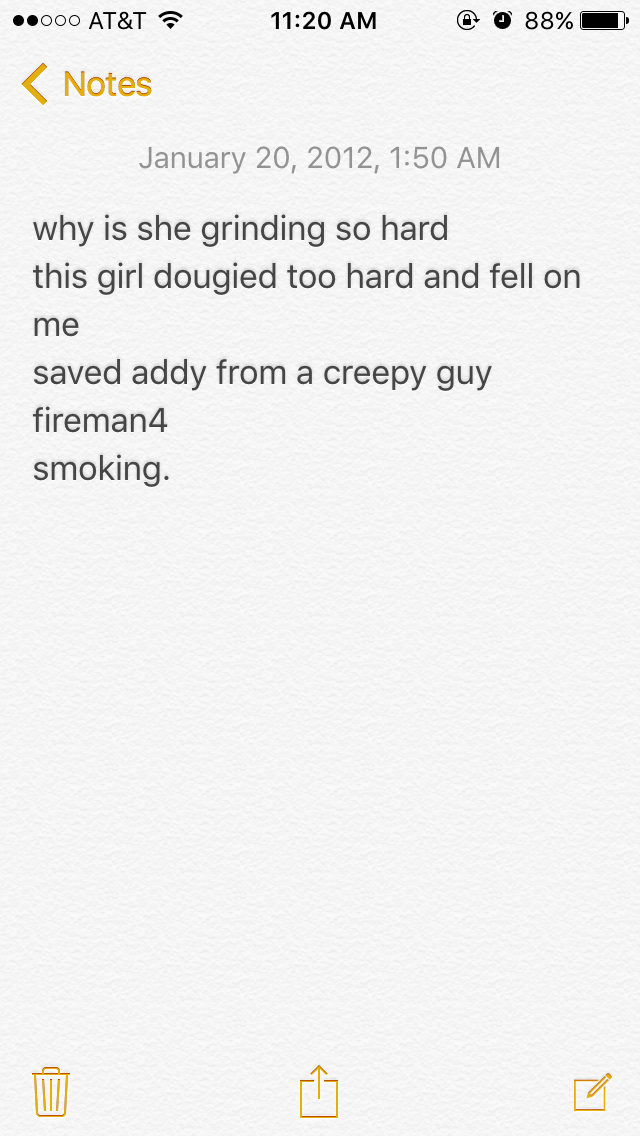 AT&T 11:20 AM 88%
Notes
January 20, 2012, 1:50 AM
why is she grinding so hard
this girl dougied too hard and fell on
me
saved addy from a creepy guy
fireman4
smoking.